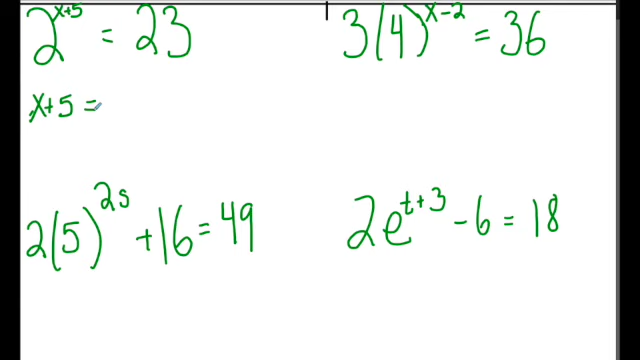 2^{x+5} = 23
3(4)^{x-2} = 36
x+5 =
2(5)^{2s} + 16 = 49
2e^{t+3} - 6 = 18